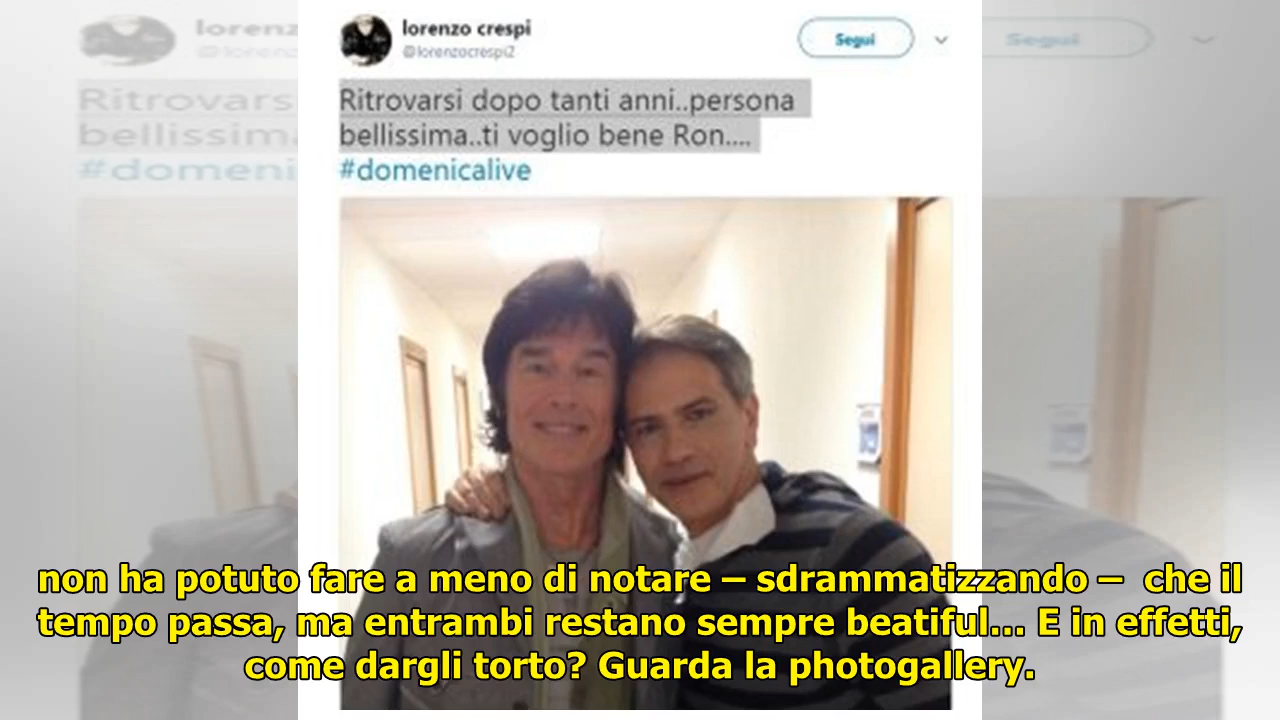 lorenzo crespi
@lorenzocrespi2
Segui
Ritrovarsi dopo tanti anni..persona
bellissima..ti voglio bene Ron....
#domenicalive
non ha potuto fare a meno di notare – sdrammatizzando –  che il
tempo passa, ma entrambi restano sempre beatiful... E in effetti,
come dargli torto? Guarda la photogallery.